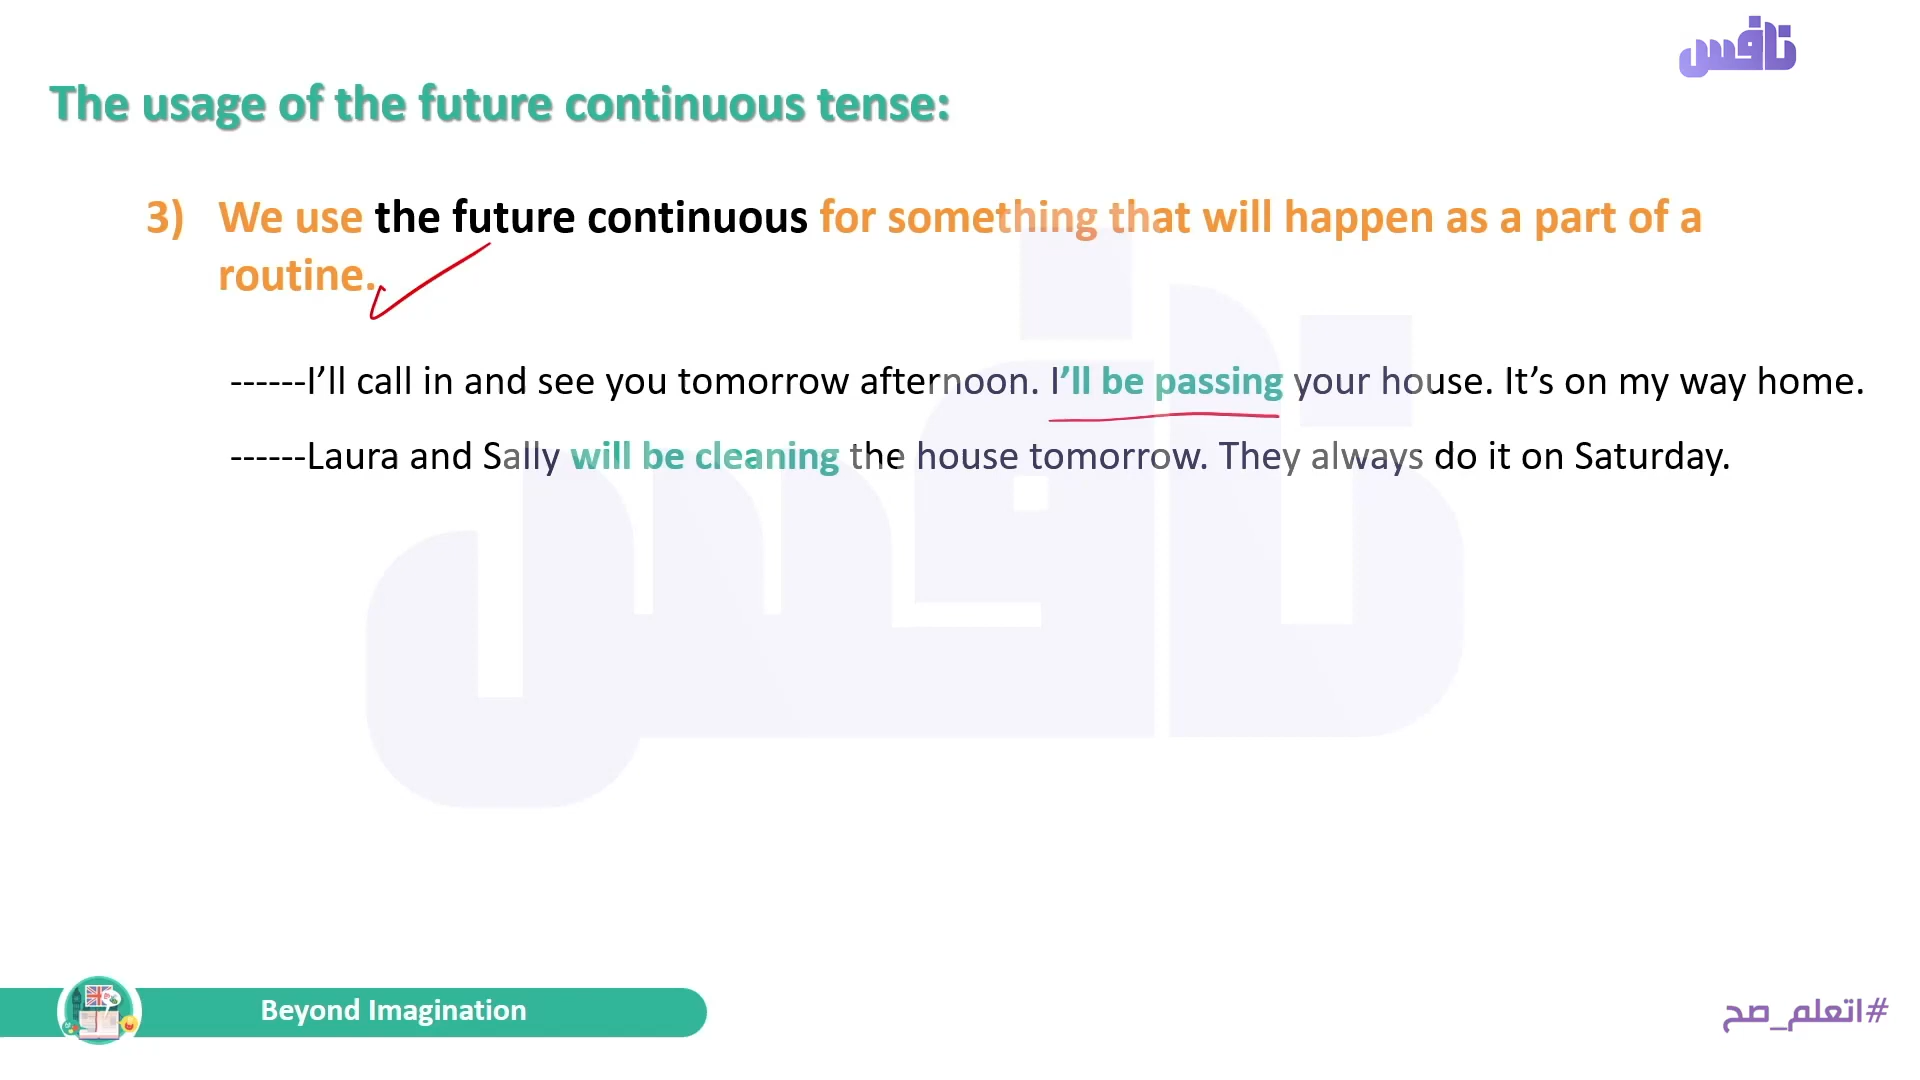 نافس
The usage of the future continuous tense:
3) We use the future continuous for something that will happen as a part of a
routine.
------I’ll call in and see you tomorrow afternoon. I’ll be passing your house. It’s on my way home.
------Laura and Sally will be cleaning the house tomorrow. They always do it on Saturday.
نافس
Beyond Imagination
#اتعلم_صح